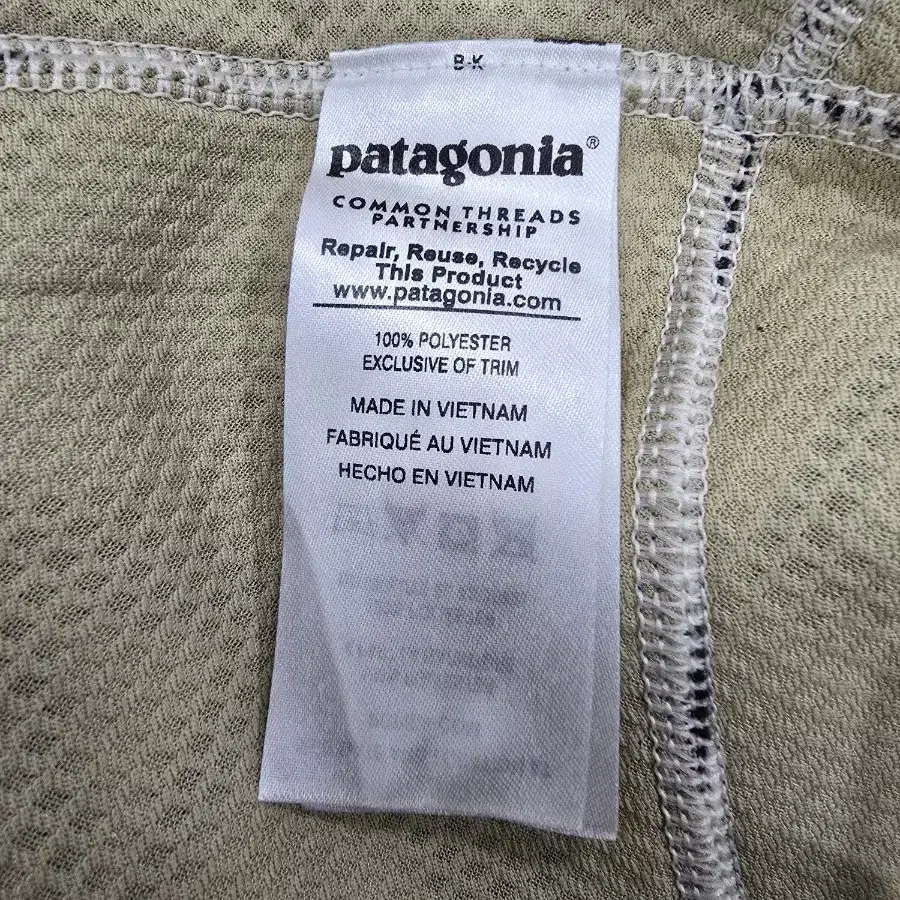 B-K
patagonia®
COMMON THREADS
PARTNERSHIP
Repair, Reuse, Recycle
This Product
www.patagonia.com
100% POLYESTER
EXCLUSIVE OF TRIM
MADE IN VIETNAM
FABRIQUÉ AU VIETNAM
HECHO EN VIETNAM